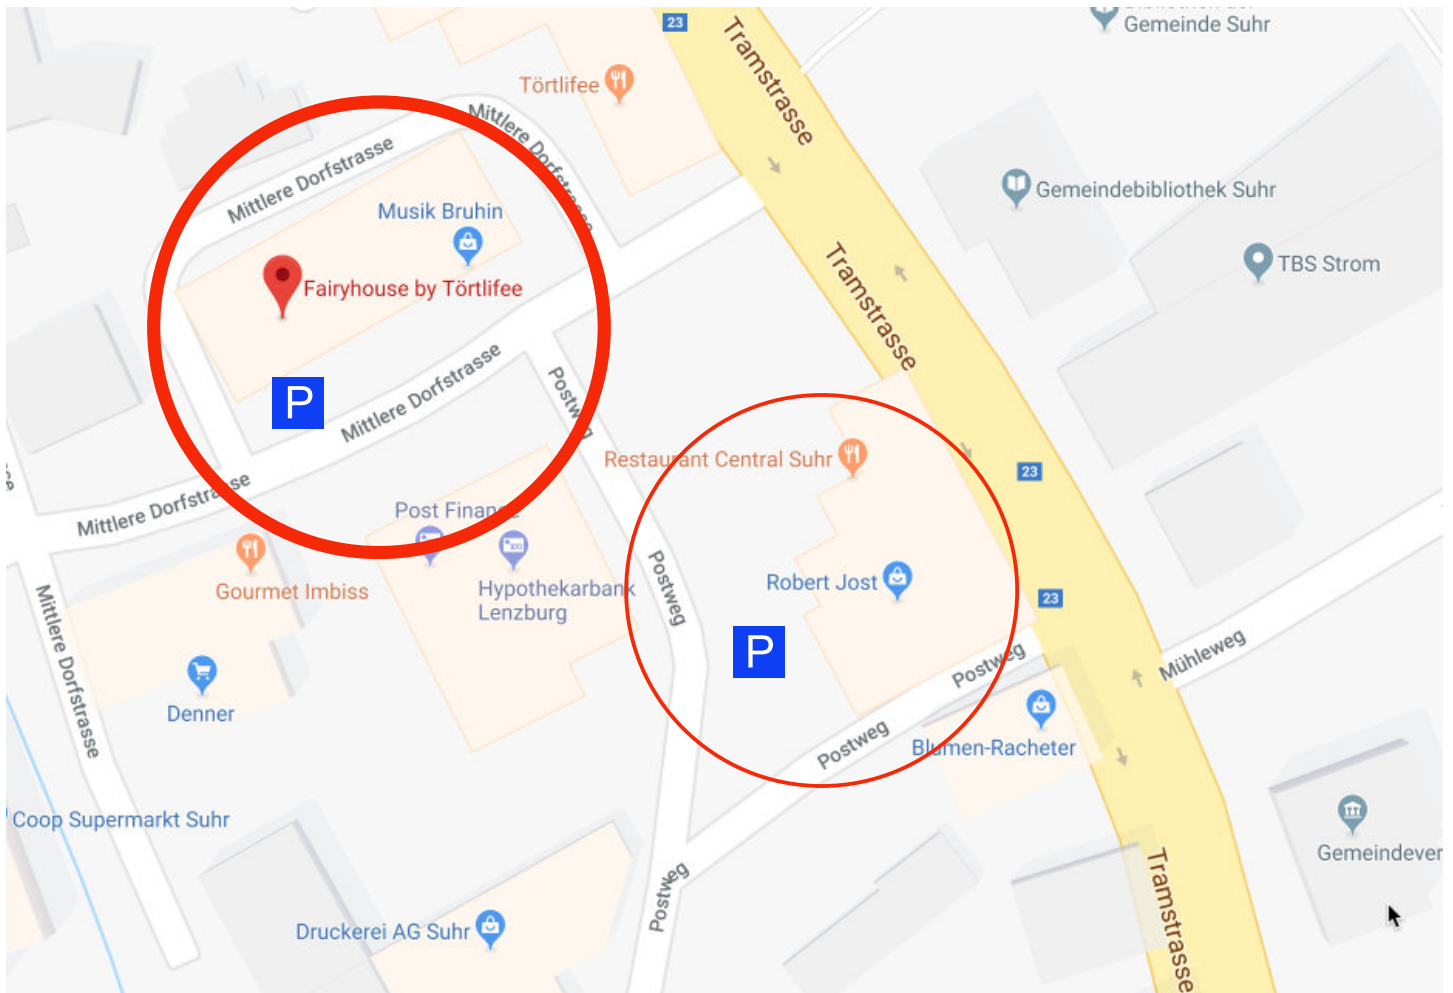 23
Tramstrasse
Bibliothek der
Gemeinde Suhr
Törtlifee
Mittlere Dorfstrasse
Mittlere Dorfstrasse
Musik Bruhin
Gemeindebibliothek Suhr
TBS Strom
Fairyhouse by Törtlifee
Tramstrasse
P
Mittlere Dorfstrasse
Postweg
Restaurant Central Suhr
23
Mittlere Dorfstrasse
Post Finance
Gourmet Imbiss
Hypothekarbank
Lenzburg
Postweg
Robert Jost
23
P
Postweg
Mühleweg
Mittlere Dorfstrasse
Denner
Postweg
Blumen-Racheter
Coop Supermarkt Suhr
Gemeindever
Postweg
Tramstrasse
Druckerei AG Suhr